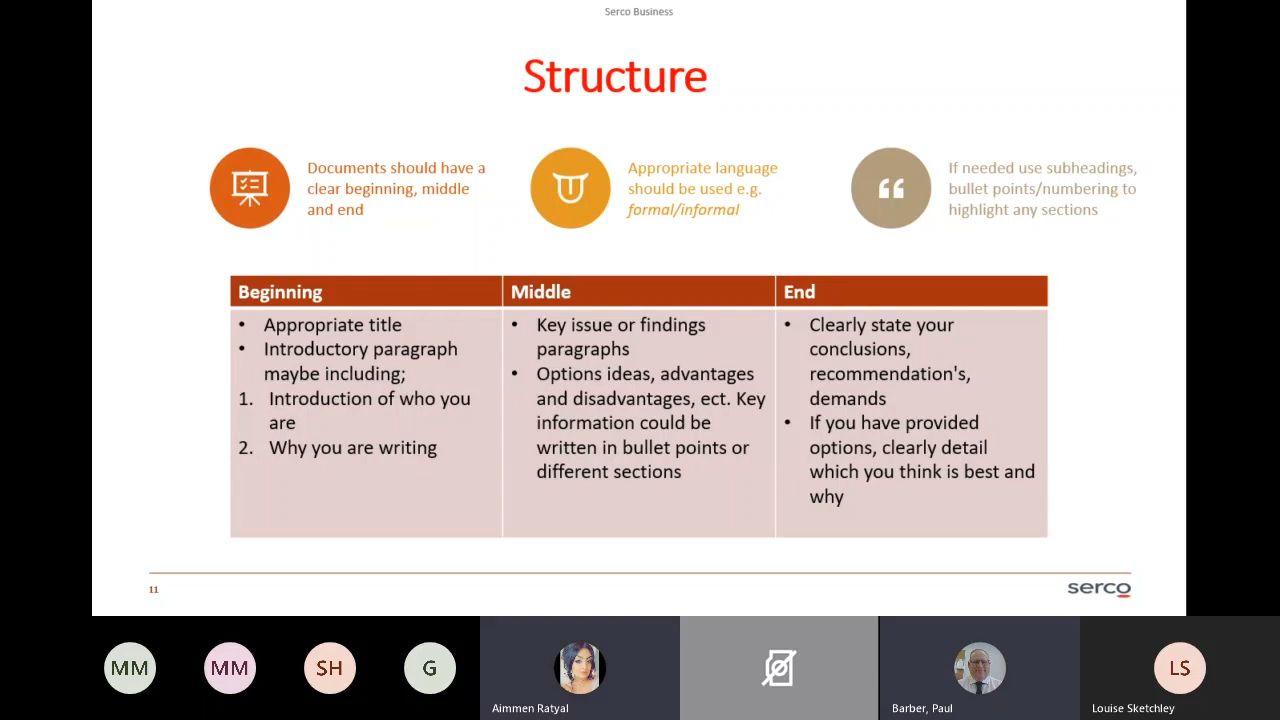 Serco Business
Structure
Documents should have a
clear beginning, middle
and end
Appropriate language
should be used e.g.
formal/informal
If needed use subheadings,
bullet points/numbering to
highlight any sections
Beginning
• Appropriate title
• Introductory paragraph
maybe including;
1. Introduction of who you
are
2. Why you are writing
Middle
• Key issue or findings
paragraphs
• Options ideas, advantages
and disadvantages, ect. Key
information could be
written in bullet points or
different sections
End
• Clearly state your
conclusions,
recommendation's,
demands
• If you have provided
options, clearly detail
which you think is best and
why
11
serco
MM
MM
SH
G
Aimmen Ratyal
Barber, Paul
LS
Louise Sketchley